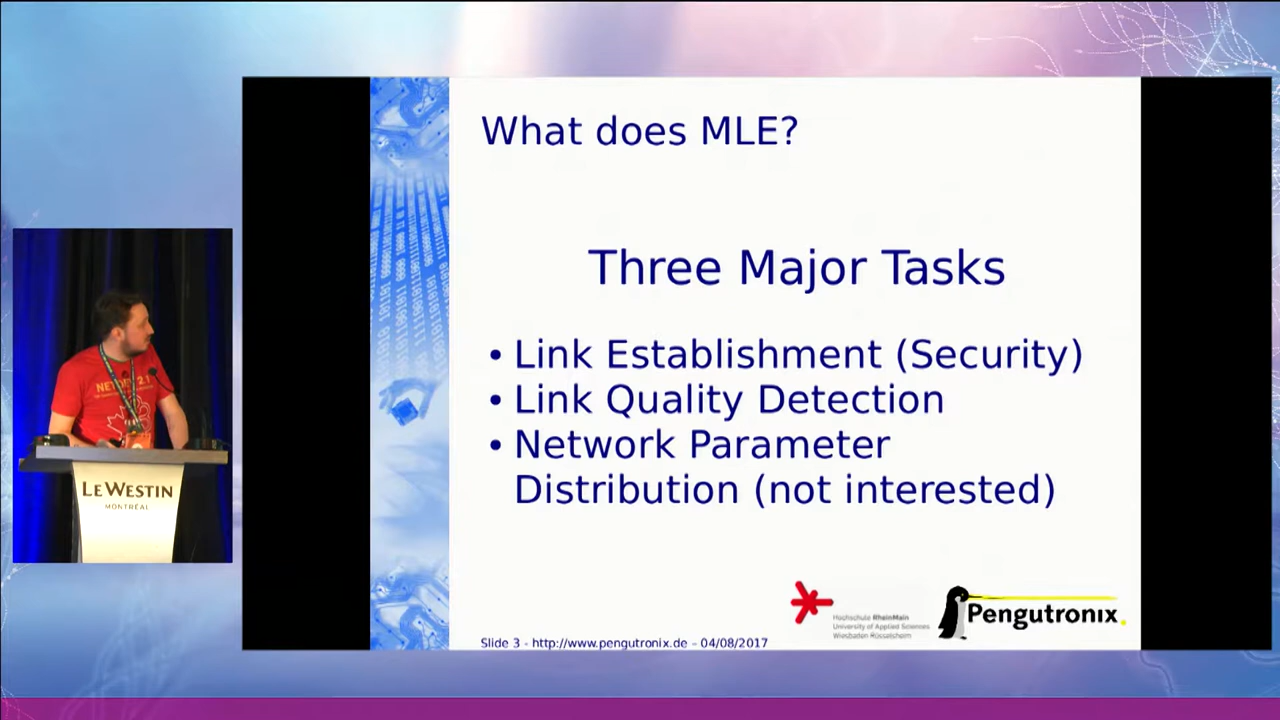 What does MLE?
Three Major Tasks
• Link Establishment (Security)
• Link Quality Detection
• Network Parameter
Distribution (not interested)
Hochschule RheinMain
University of Applied Sciences
Wiesbaden Rüsselsheim
Pengutronix.
Slide 3 - http://www.pengutronix.de – 04/08/2017
2.1
LE WESTIN
MONTRÉAL